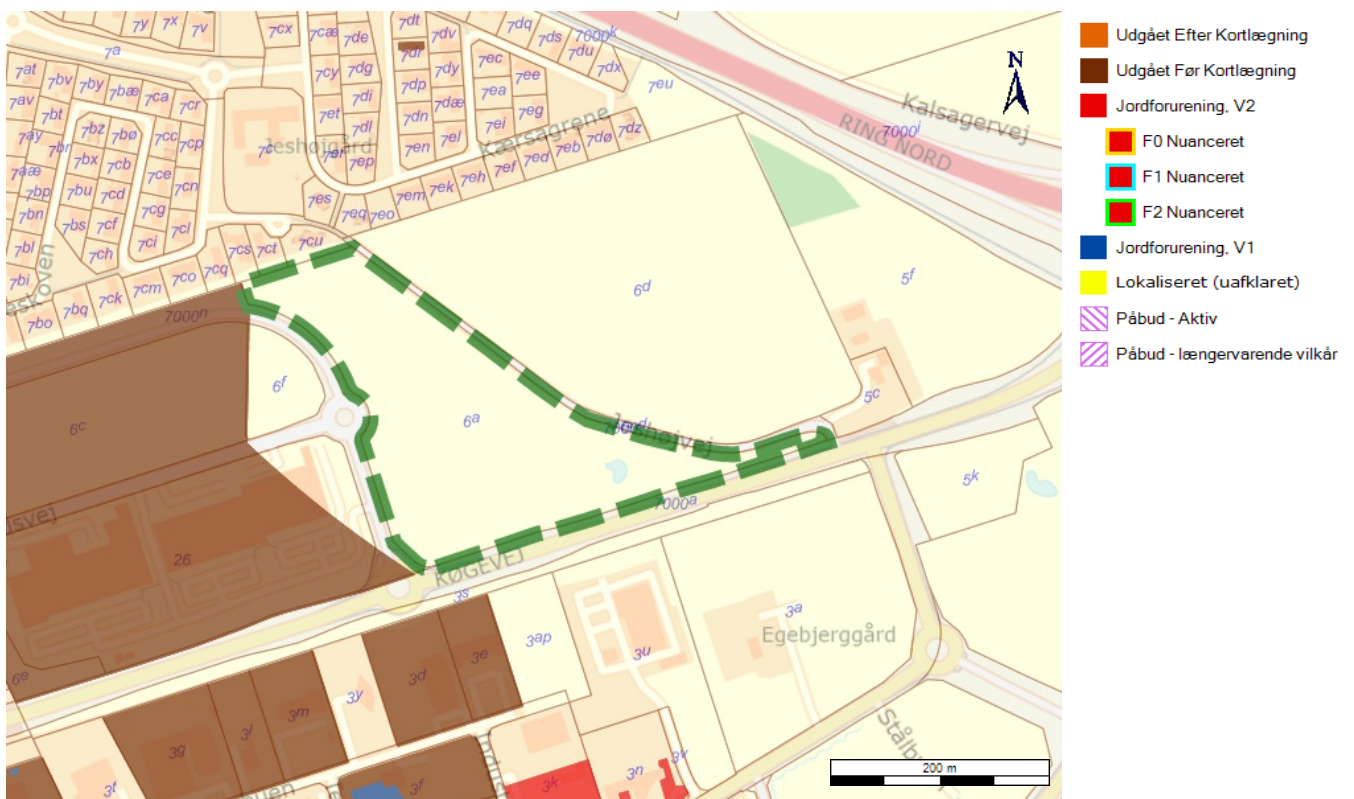 7y 7x 7v
7cx
7cæ
7de
7dt
7dv
7dq
7ds
7000k
7du
7dx
7a
7dr
7at
7bv
7by
7bæ
7ca
7cr
7cy
7dg
7dy
7ec
7ee
7eu
N
Kalsagervej
7av
7bt
7di
7dp
7ea
7bz
7bø
7cc
7cp
7c
Jeshøjgård
7et
7dl
7dn
7dæ
7ei
7eg
Kærsagrene
RING NORD
7000i
7ay
7br
7bx
7cb
7ep
7en
7el
7dz
7aæ
7bp
7bu
7cd
7ce
7cn
7es
7em
7ek
7eh
7ef
7ed
7eb
7dø
7bn
7bs
7cf
7cg
7cl
7eq
7eo
7bl
7ch
7ci
7cs
7ct
7cu
7bi
7cm
7co
7cq
7bo
7bq
7ck
7000n
6d
5f
6f
6c
6a
5c
Jeshøjvej
5k
7000a
26
KØGEVEJ
3s
3a
Egebjerggård
3ap
3u
6e
3d
3e
3y
3m
3l
3g
3t
3f
3k
3n
3v
200 m
Udgået Efter Kortlægning
Udgået Før Kortlægning
Jordforurening, V2
F0 Nuanceret
F1 Nuanceret
F2 Nuanceret
Jordforurening, V1
Lokaliseret (uafklaret)
Påbud - Aktiv
Påbud - længervarende vilkår